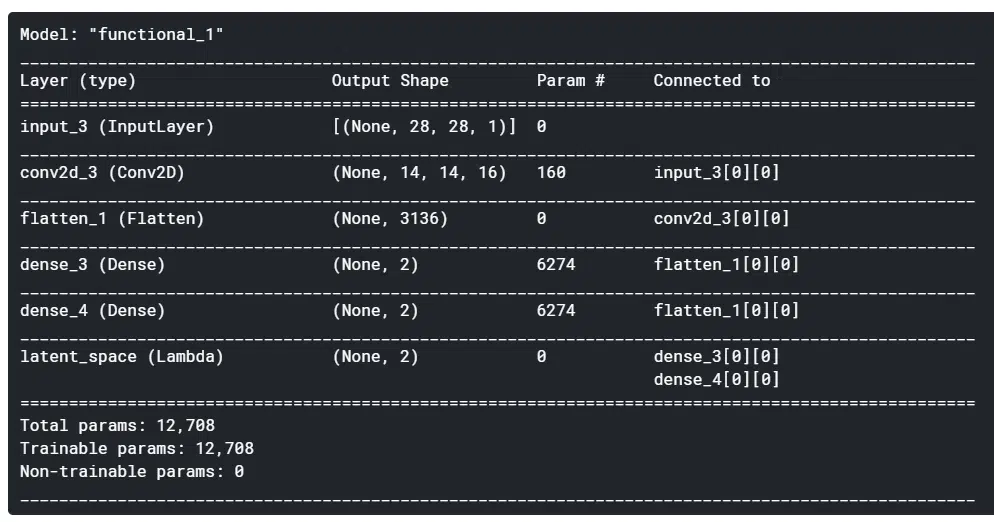 Model: "functional_1"
Layer (type) Output Shape Param # Connected to
input_3 (InputLayer) [(None, 28, 28, 1)] 0
conv2d_3 (Conv2D) (None, 14, 14, 16) 160 input_3[0][0]
flatten_1 (Flatten) (None, 3136) 0 conv2d_3[0][0]
dense_3 (Dense) (None, 2) 6274 flatten_1[0][0]
dense_4 (Dense) (None, 2) 6274 flatten_1[0][0]
latent_space (Lambda) (None, 2) 0 dense_3[0][0]
dense_4[0][0]
Total params: 12,708
Trainable params: 12,708
Non-trainable params: 0